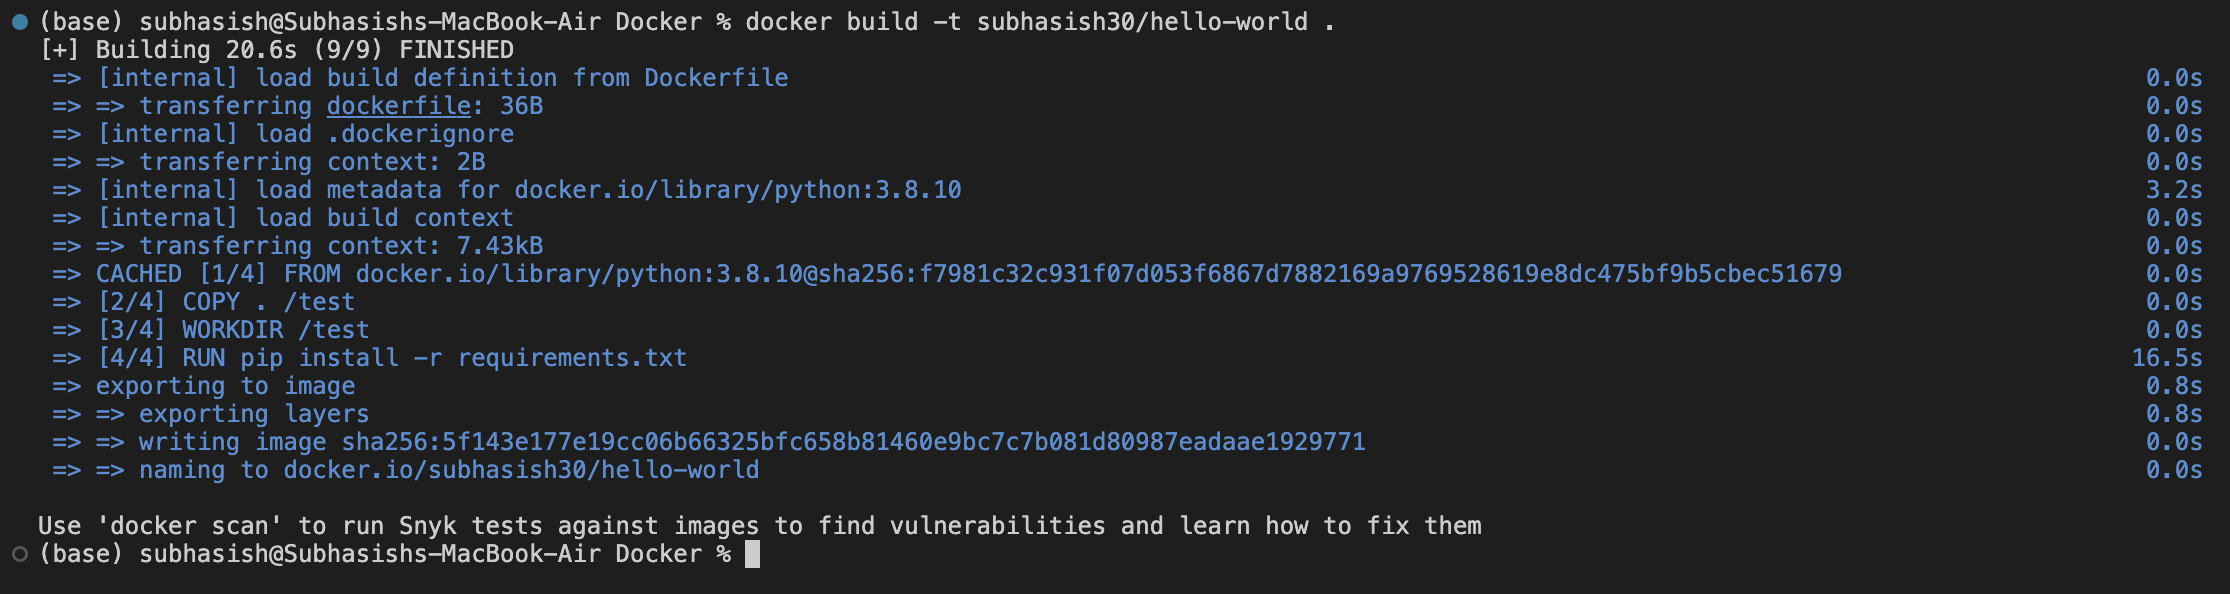 (base) subhasish@Subhasishs-MacBook-Air Docker % docker build -t subhasish30/hello-world .
[+] Building 20.6s (9/9) FINISHED
=> [internal] load build definition from Dockerfile 0.0s
=> => transferring dockerfile: 36B 0.0s
=> [internal] load .dockerignore 0.0s
=> => transferring context: 2B 0.0s
=> [internal] load metadata for docker.io/library/python:3.8.10 3.2s
=> [internal] load build context 0.0s
=> => transferring context: 7.43kB 0.0s
=> CACHED [1/4] FROM docker.io/library/python:3.8.10@sha256:f7981c32c931f07d053f6867d7882169a9769528619e8dc475bf9b5cbec51679 0.0s
=> [2/4] COPY . /test 0.0s
=> [3/4] WORKDIR /test 0.0s
=> [4/4] RUN pip install -r requirements.txt 16.5s
=> exporting to image 0.8s
=> => exporting layers 0.8s
=> => writing image sha256:5f143e177e19cc06b66325bfc658b81460e9bc7c7b081d80987eadaae1929771 0.0s
=> => naming to docker.io/subhasish30/hello-world 0.0s
Use 'docker scan' to run Snyk tests against images to find vulnerabilities and learn how to fix them
(base) subhasish@Subhasishs-MacBook-Air Docker %